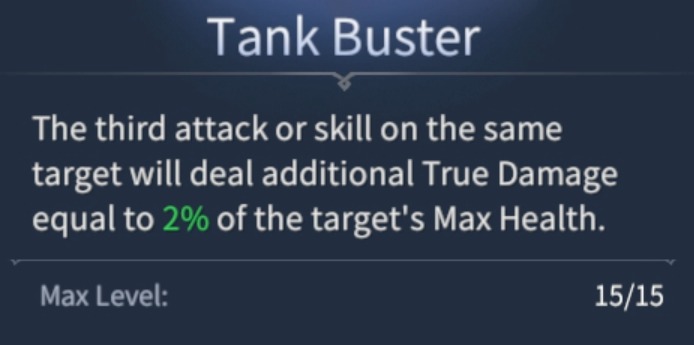 Tank Buster
The third attack or skill on the same
target will deal additional True Damage
equal to 2% of the target's Max Health.
Max Level: 15/15